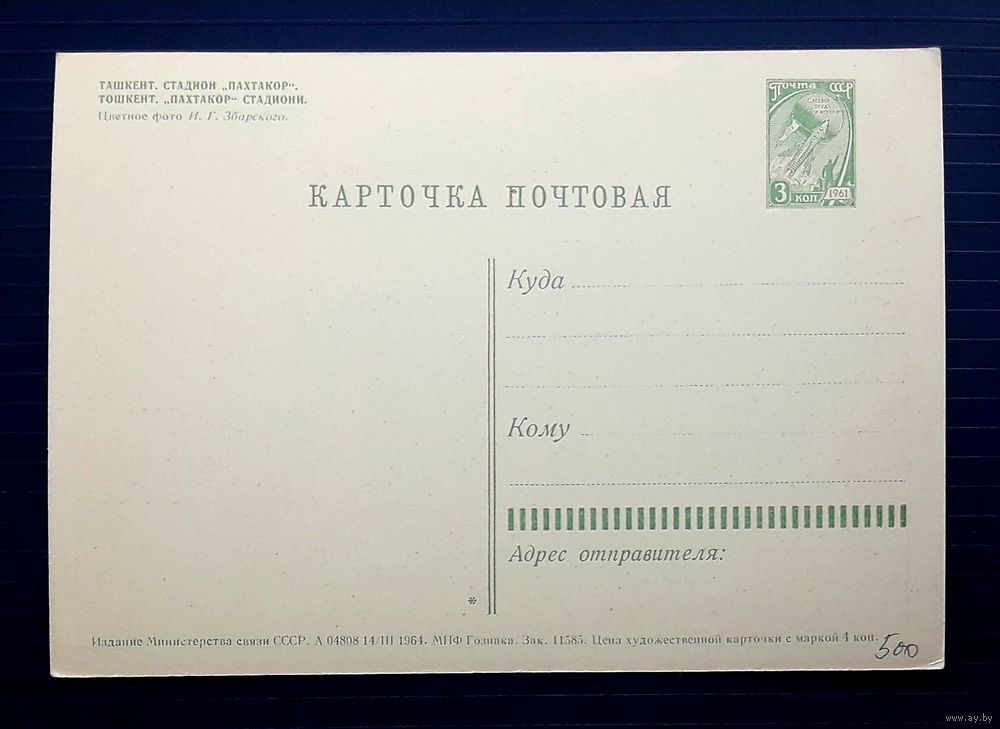 ТАШКЕНТ. СТАДИОН „ПАХТАКОР“.
ТОШКЕНТ. „ПАХТАКОР“ СТАДИОНИ.
Цветное фото И. Г. Збарского.
Почта СССР
3 коп
1961
КАРТОЧКА ПОЧТОВАЯ
Куда
Кому
Адрес отправителя:
*
Издание Министерства связи СССР. А 04808 14/III 1964. МПФ Гознака. Зак. 11585. Цена художественной карточки с маркой 4 коп.
500
www.ay.by